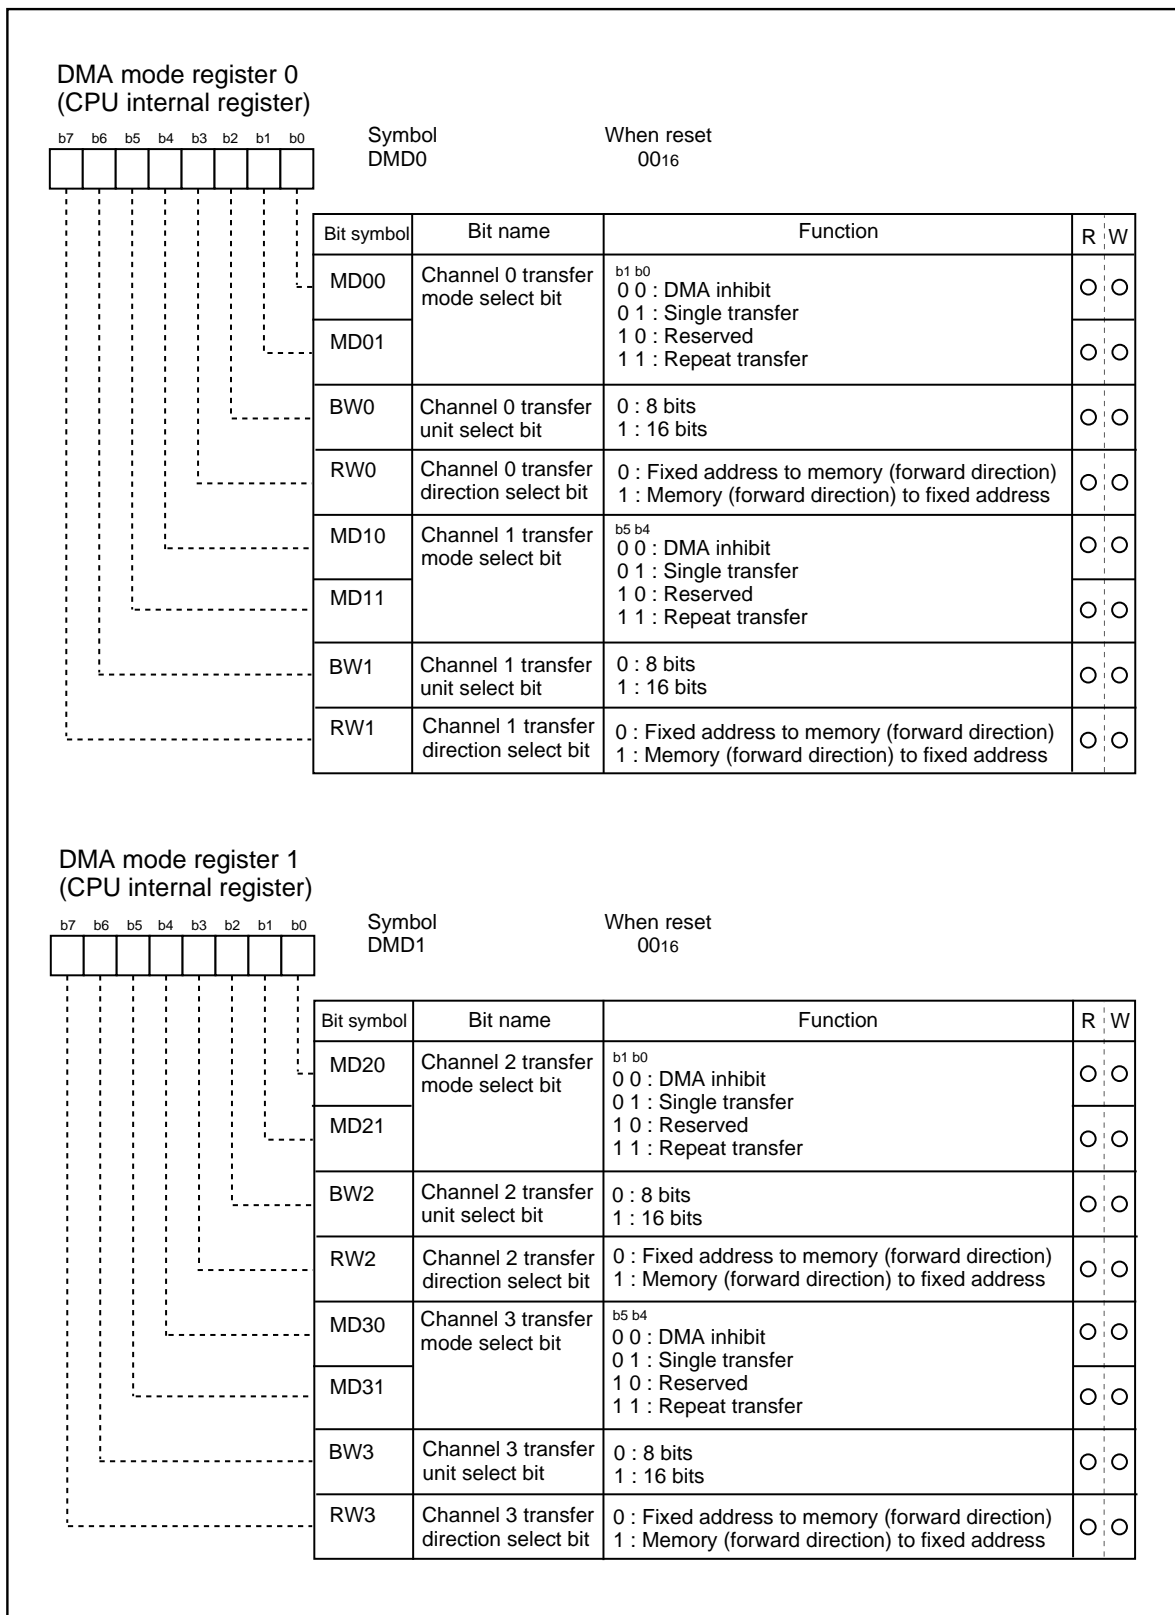 DMA mode register 0
(CPU internal register)
b7 b6 b5 b4 b3 b2 b1 b0
Symbol When reset
DMD0 0016
Bit symbol Bit name Function R W
MD00 Channel 0 transfer mode select bit b1 b0
0 0 : DMA inhibit
0 1 : Single transfer
MD01 1 0 : Reserved
1 1 : Repeat transfer
BW0 Channel 0 transfer 0 : 8 bits
unit select bit 1 : 16 bits
RW0 Channel 0 transfer 0 : Fixed address to memory (forward direction)
direction select bit 1 : Memory (forward direction) to fixed address
MD10 Channel 1 transfer mode select bit b5 b4
0 0 : DMA inhibit
0 1 : Single transfer
MD11 1 0 : Reserved
1 1 : Repeat transfer
BW1 Channel 1 transfer 0 : 8 bits
unit select bit 1 : 16 bits
RW1 Channel 1 transfer 0 : Fixed address to memory (forward direction)
direction select bit 1 : Memory (forward direction) to fixed address
DMA mode register 1
(CPU internal register)
b7 b6 b5 b4 b3 b2 b1 b0
Symbol When reset
DMD1 0016
Bit symbol Bit name Function R W
MD20 Channel 2 transfer mode select bit b1 b0
0 0 : DMA inhibit
0 1 : Single transfer
MD21 1 0 : Reserved
1 1 : Repeat transfer
BW2 Channel 2 transfer 0 : 8 bits
unit select bit 1 : 16 bits
RW2 Channel 2 transfer 0 : Fixed address to memory (forward direction)
direction select bit 1 : Memory (forward direction) to fixed address
MD30 Channel 3 transfer mode select bit b5 b4
0 0 : DMA inhibit
0 1 : Single transfer
MD31 1 0 : Reserved
1 1 : Repeat transfer
BW3 Channel 3 transfer 0 : 8 bits
unit select bit 1 : 16 bits
RW3 Channel 3 transfer 0 : Fixed address to memory (forward direction)
direction select bit 1 : Memory (forward direction) to fixed address